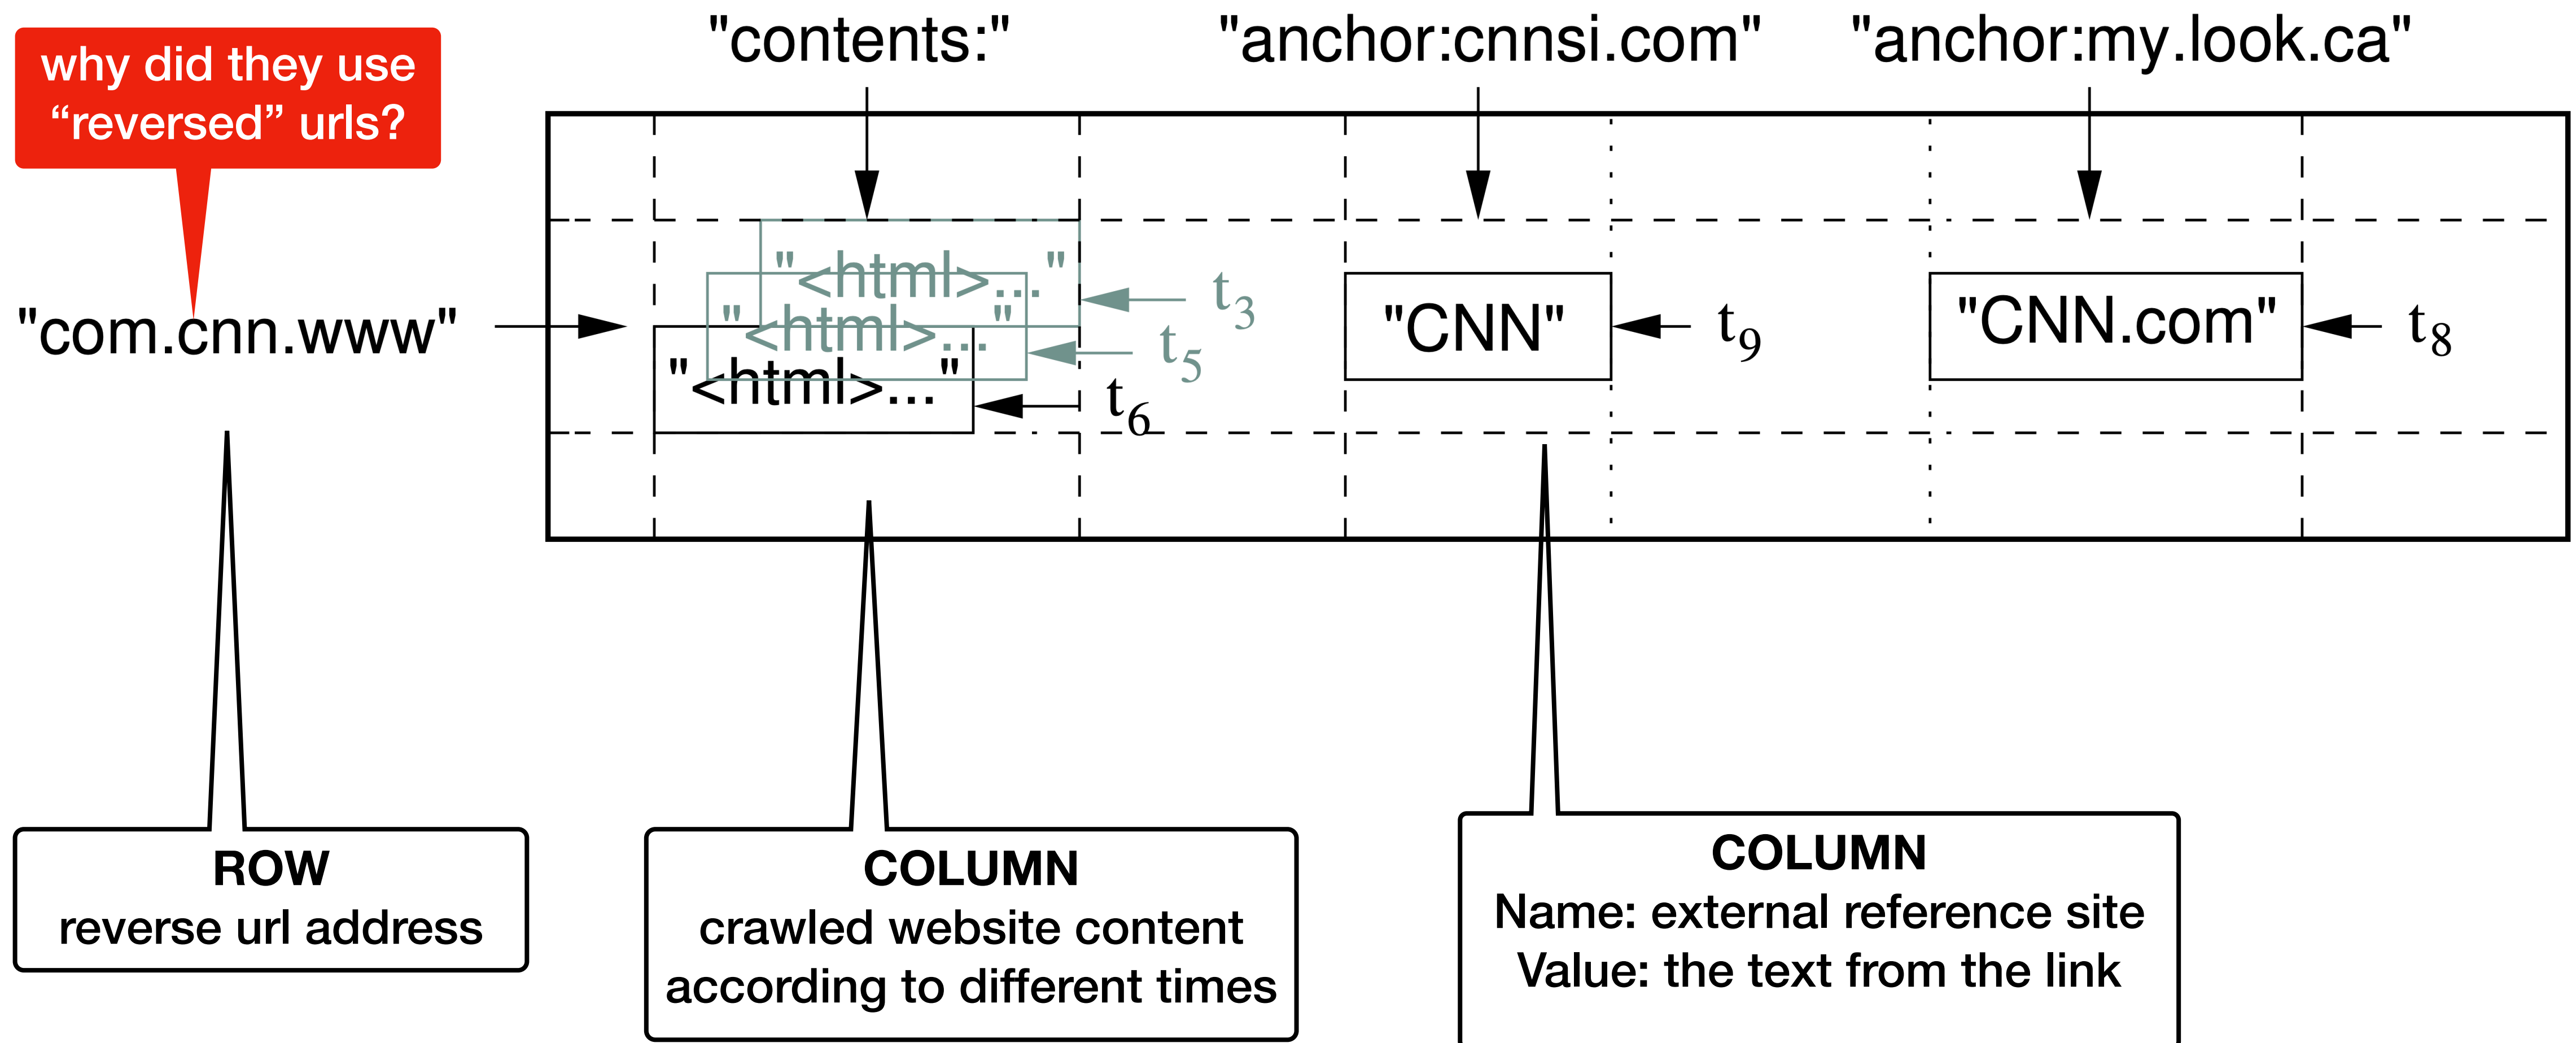 why did they use
“reversed” urls?
"contents:"
"anchor:cnnsi.com"
"anchor:my.look.ca"
"com.cnn.www"
"<html>..."
"<html>..."
"<html>..."
t3
t5
t6
"CNN"
t9
"CNN.com"
t8
ROW
reverse url address
COLUMN
crawled website content
according to different times
COLUMN
Name: external reference site
Value: the text from the link